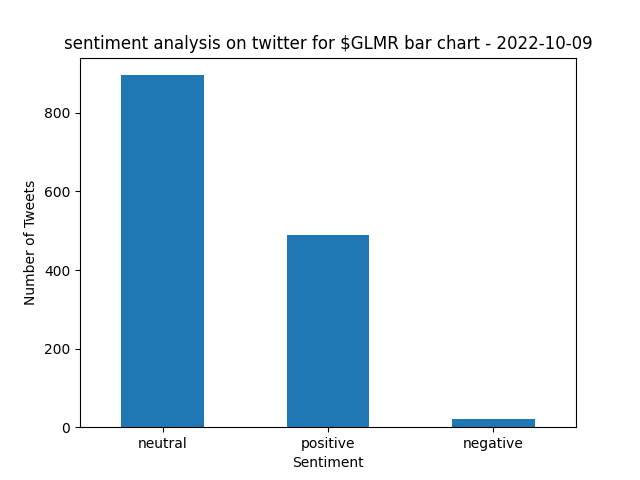 sentiment analysis on twitter for $GLMR bar chart - 2022-10-09
800
600
400
200
0
Number of Tweets
neutral positive negative
Sentiment